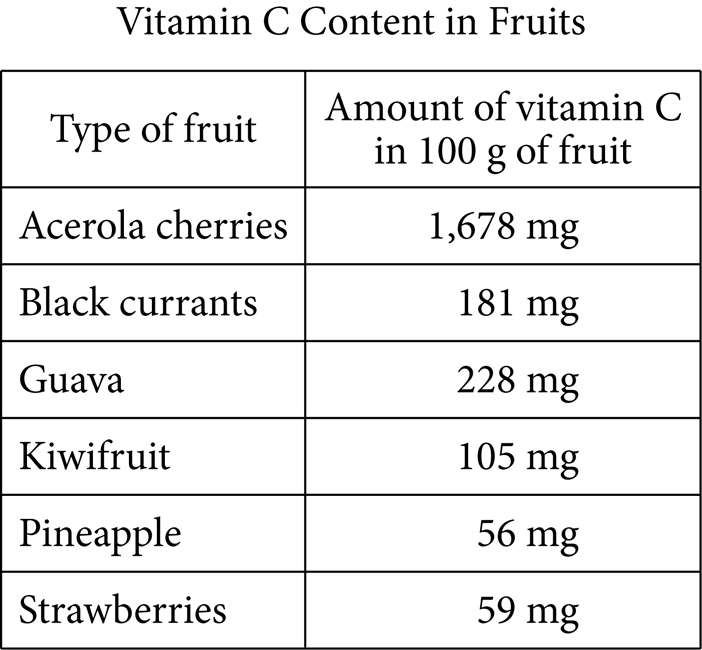 Vitamin C Content in Fruits
Type of fruit
Amount of vitamin C
in 100 g of fruit
Acerola cherries 1,678 mg
Black currants 181 mg
Guava 228 mg
Kiwifruit 105 mg
Pineapple 56 mg
Strawberries 59 mg